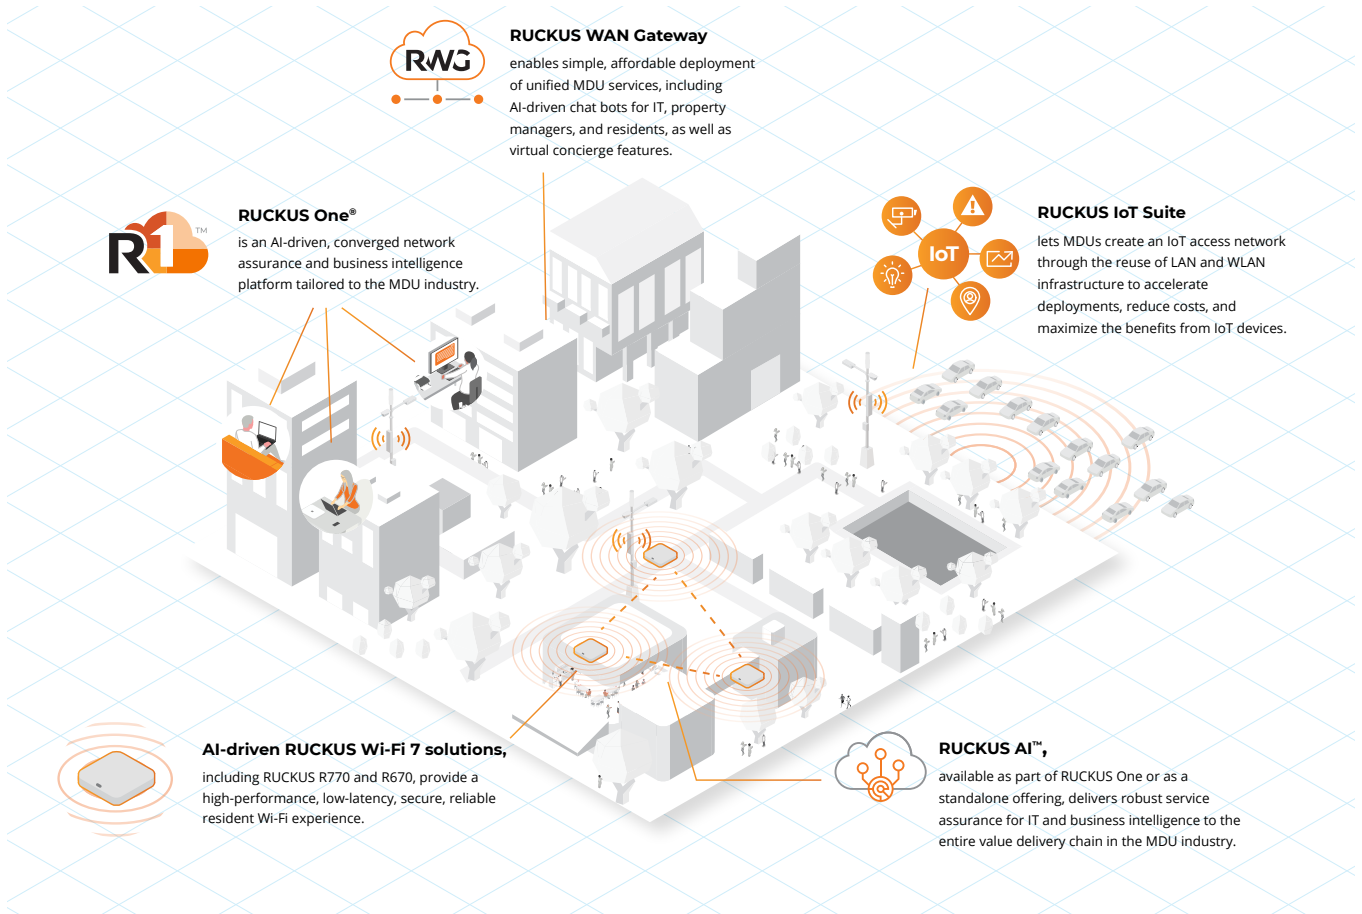 RWG
RUCKUS WAN Gateway
enables simple, affordable deployment
of unified MDU services, including
AI-driven chat bots for IT, property
managers, and residents, as well as
virtual concierge features.
R1™
RUCKUS One®
is an AI-driven, converged network
assurance and business intelligence
platform tailored to the MDU industry.
IoT
RUCKUS IoT Suite
lets MDUs create an IoT access network
through the reuse of LAN and WLAN
infrastructure to accelerate
deployments, reduce costs, and
maximize the benefits from IoT devices.
AI-driven RUCKUS Wi-Fi 7 solutions,
including RUCKUS R770 and R670, provide a
high-performance, low-latency, secure, reliable
resident Wi-Fi experience.
RUCKUS AI™,
available as part of RUCKUS One or as a
standalone offering, delivers robust service
assurance for IT and business intelligence to the
entire value delivery chain in the MDU industry.